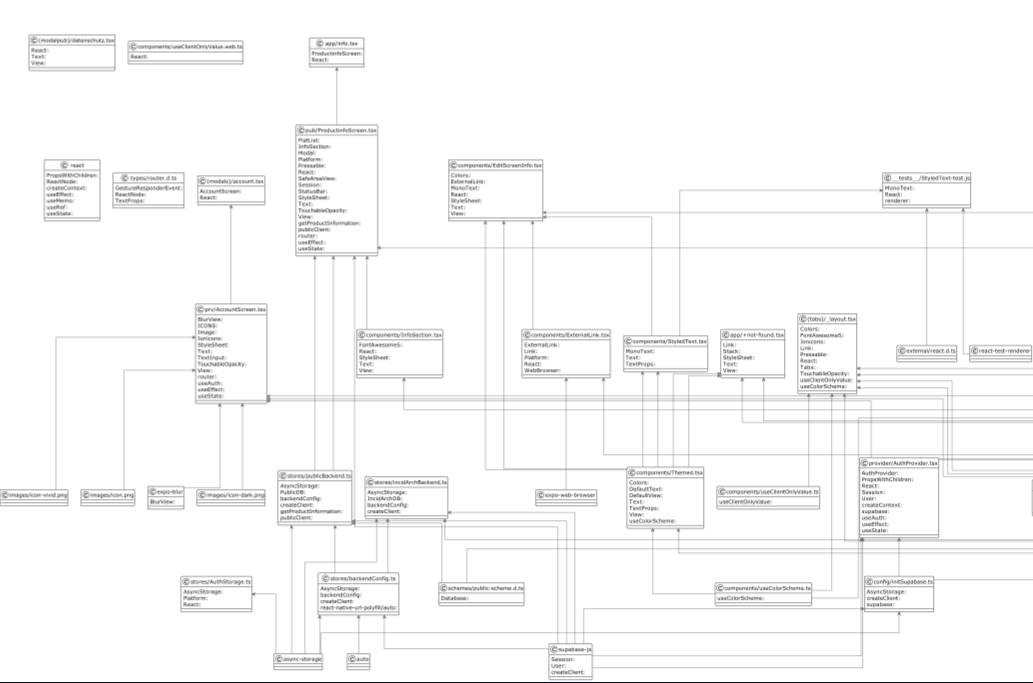 (modalpub)/datenschutz.tsx
React:
Text:
View:
components/useClientOnlyValue.web.ts
React:
app/info.tsx
ProductInfoScreen:
React:
pub/ProductInfoScreen.tsx
FlatList:
InfoSection:
Modal:
Platform:
Pressable:
React:
SafeAreaView:
Session:
StatusBar:
StyleSheet:
Text:
TouchableOpacity:
View:
getProductInformation:
publicClient:
router:
useEffect:
useState:
react
PropsWithChildren:
ReactNode:
createContext:
useEffect:
useMemo:
useRef:
useState:
types/router.d.ts
GestureResponderEvent:
ReactNode:
TextProps:
(modals)/account.tsx
AccountScreen:
React:
components/EditScreenInfo.tsx
Colors:
ExternalLink:
MonoText:
React:
StyleSheet:
Text:
View:
__tests__/StyledText-test.js
MonoText:
React:
renderer:
prv/AccountScreen.tsx
BlurView:
ICONS:
Image:
Ionicons:
StyleSheet:
Text:
TextInput:
TouchableOpacity:
View:
router:
useAuth:
useEffect:
useState:
components/InfoSection.tsx
FontAwesome5:
React:
StyleSheet:
Text:
View:
components/ExternalLink.tsx
ExternalLink:
Link:
Platform:
React:
WebBrowser:
components/StyledText.tsx
MonoText:
Text:
TextProps:
app/+not-found.tsx
Link:
Stack:
StyleSheet:
Text:
View:
(tabs)/_layout.tsx
Colors:
FontAwesome5:
Ionicons:
Link:
Pressable:
React:
Tabs:
TouchableOpacity:
useClientOnlyValue:
useColorScheme:
external/react.d.ts
react-test-renderer
images/icon-vivid.png
images/icon.png
expo-blur
BlurView:
images/icon-dark.png
stores/publicBackend.ts
AsyncStorage:
PublicDB:
backendConfig:
createClient:
getProductInformation:
publicClient:
stores/incidArchBackend.ts
AsyncStorage:
IncidArchDB:
backendConfig:
createClient:
expo-web-browser
components/Themed.tsx
Colors:
DefaultText:
DefaultView:
Text:
TextProps:
View:
useColorScheme:
components/useClientOnlyValue.ts
useClientOnlyValue:
provider/AuthProvider.tsx
AuthProvider:
PropsWithChildren:
React:
Session:
User:
createContext:
supabase:
useAuth:
useEffect:
useState:
stores/AuthStorage.ts
AsyncStorage:
Platform:
React:
stores/backendConfig.ts
AsyncStorage:
backendConfig:
createClient:
react-native-url-polyfill/auto:
schemes/public-scheme.d.ts
Database:
components/useColorScheme.ts
useColorScheme:
config/initSupabase.ts
AsyncStorage:
createClient:
supabase:
async-storage
auto
supabase-js
Session:
User:
createClient: